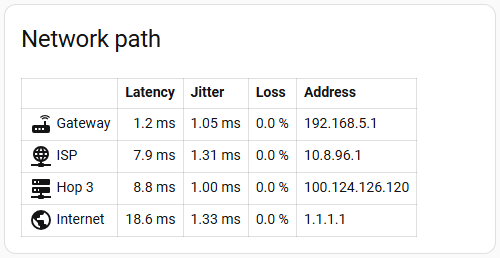 Network path
Latency Jitter Loss Address
Gateway 1.2 ms 1.05 ms 0.0 % 192.168.5.1
ISP 7.9 ms 1.31 ms 0.0 % 10.8.96.1
Hop 3 8.8 ms 1.00 ms 0.0 % 100.124.126.120
Internet 18.6 ms 1.33 ms 0.0 % 1.1.1.1